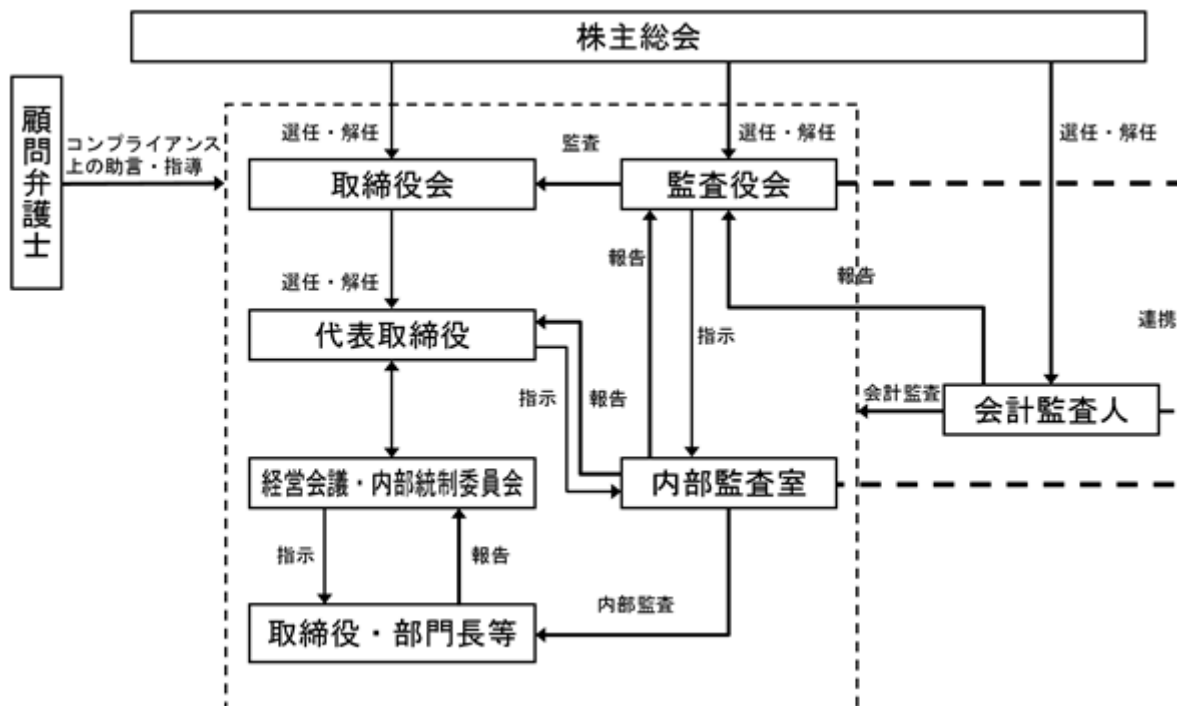 株主総会
顧問弁護士
コンプライアンス
上の助言・指導
選任・解任
監査
選任・解任
選任・解任
取締役会
監査役会
報告
報告
選任・解任
連携
代表取締役
指示
指示
報告
会計監査
会計監査人
経営会議・内部統制委員会
内部監査室
指示
報告
内部監査
取締役・部門長等